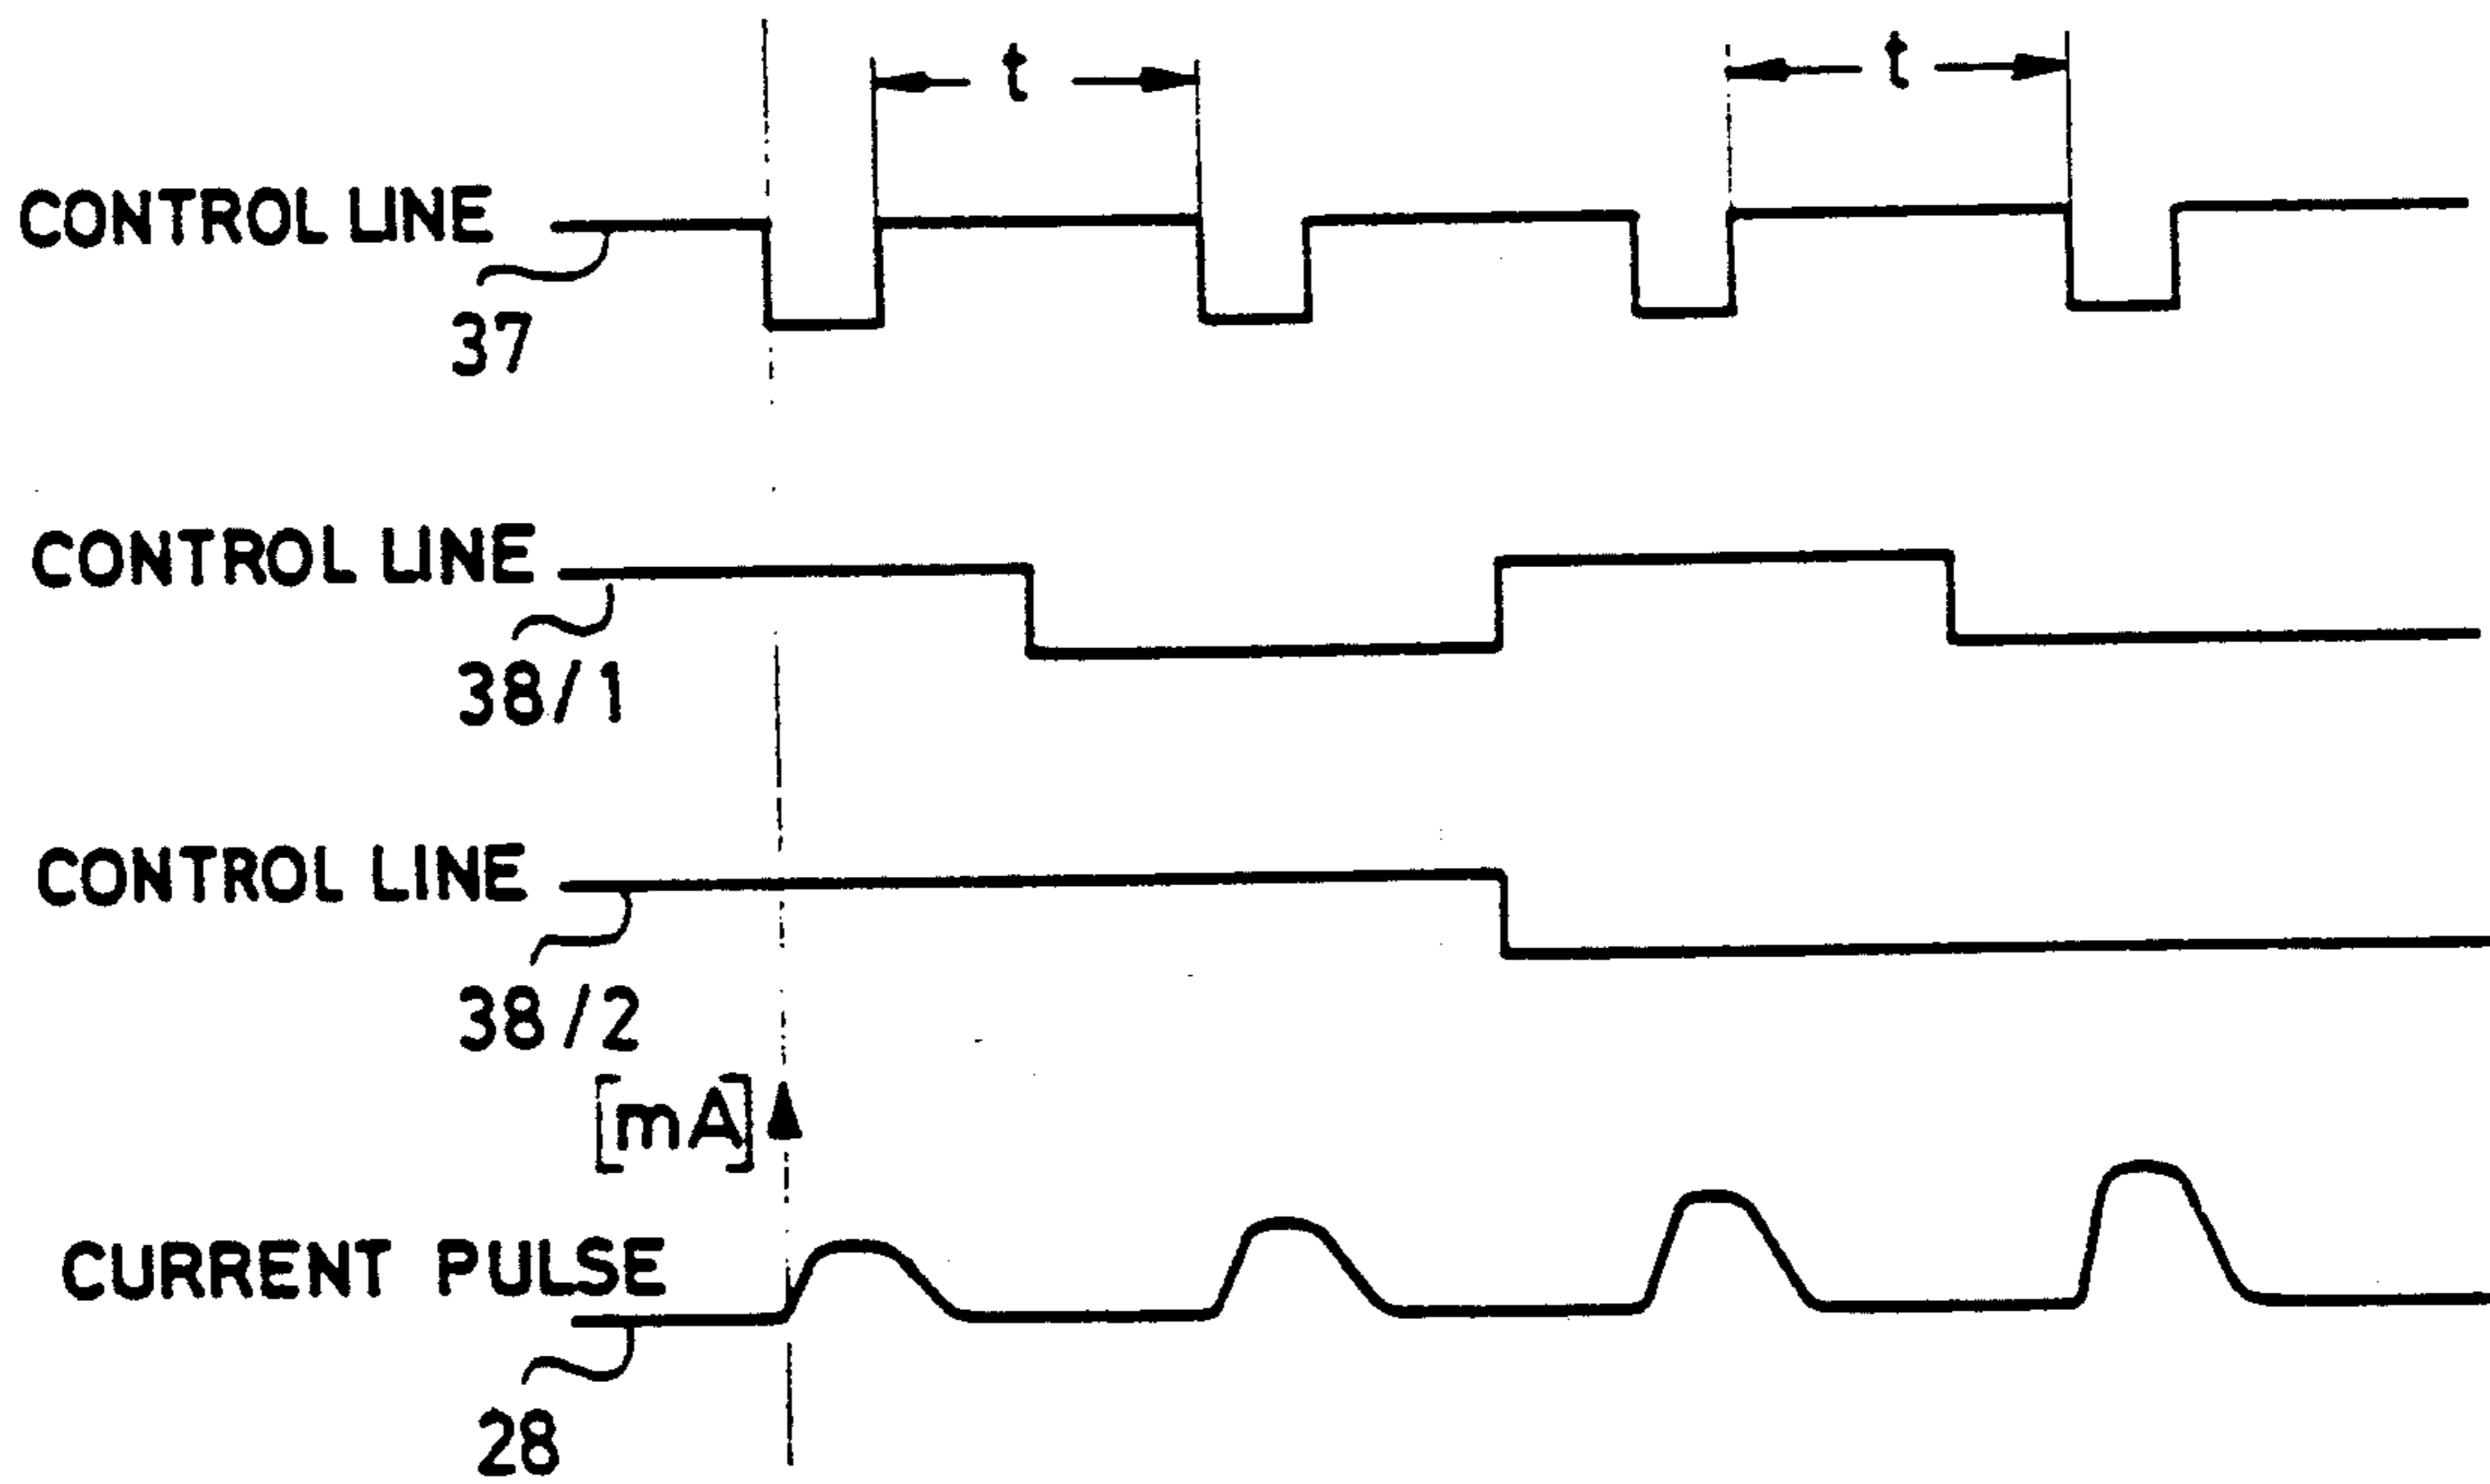 t t
CONTROL LINE
37
CONTROL LINE
38/1
CONTROL LINE
38/2
[mA]
CURRENT PULSE
28